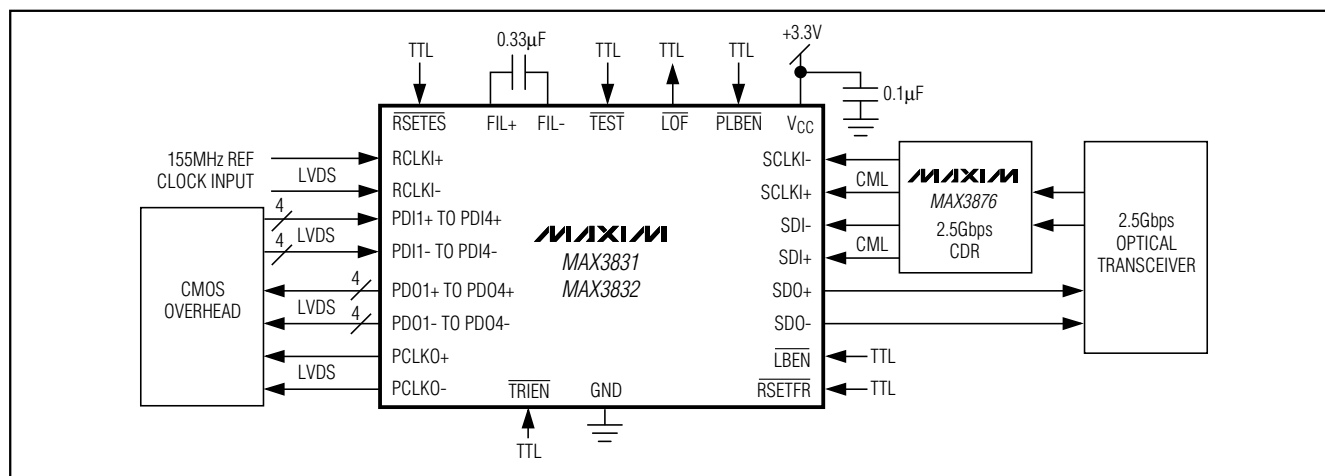 TTL
0.33µF
TTL
TTL
TTL
+3.3V
0.1µF
RSETES
FIL+
FIL-
TEST
LOF
PLBEN
VCC
155MHz REF
CLOCK INPUT
LVDS
RCLKI+
RCLKI-
4
PDI1+ TO PDI4+
4
LVDS
PDI1- TO PDI4-
CMOS
OVERHEAD
4
PDO1+ TO PDO4+
4
LVDS
PDO1- TO PDO4-
PCLKO+
LVDS
PCLKO-
MAXIM
MAX3831
MAX3832
TRIEN
TTL
GND
SCLKI-
SCLKI+
CML
SDI-
SDI+
CML
SDO+
SDO-
LBEN
TTL
RSETFR
TTL
MAXIM
MAX3876
2.5Gbps
CDR
2.5Gbps
OPTICAL
TRANSCEIVER